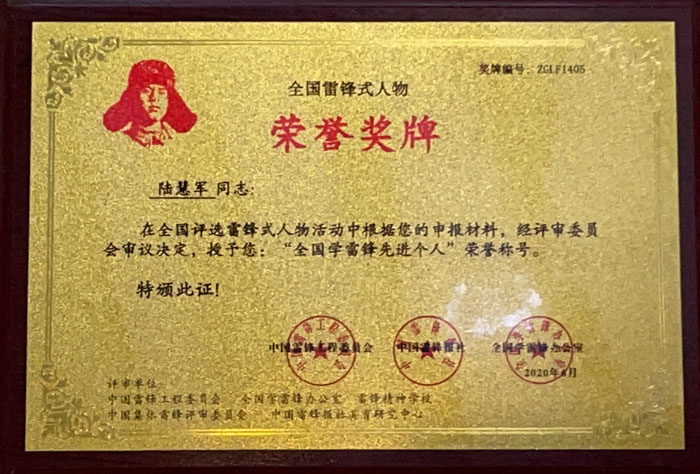 奖牌编号：ZGLF1405
全国雷锋式人物
荣誉奖牌
陆慧军 同志：
在全国评选雷锋式人物活动中根据您的申报材料，经评审委员
会审议决定，授予您：“全国学雷锋先进个人”荣誉称号。
特颁此证！
中国雷锋工程委员会 中国雷锋报社 全国学雷锋办公室
2020年6月
评审单位：
中国雷锋工程委员会 全国学雷锋办公室 雷锋精神学校
中国集体雷锋评审委员会 中国雷锋报社美育研究中心